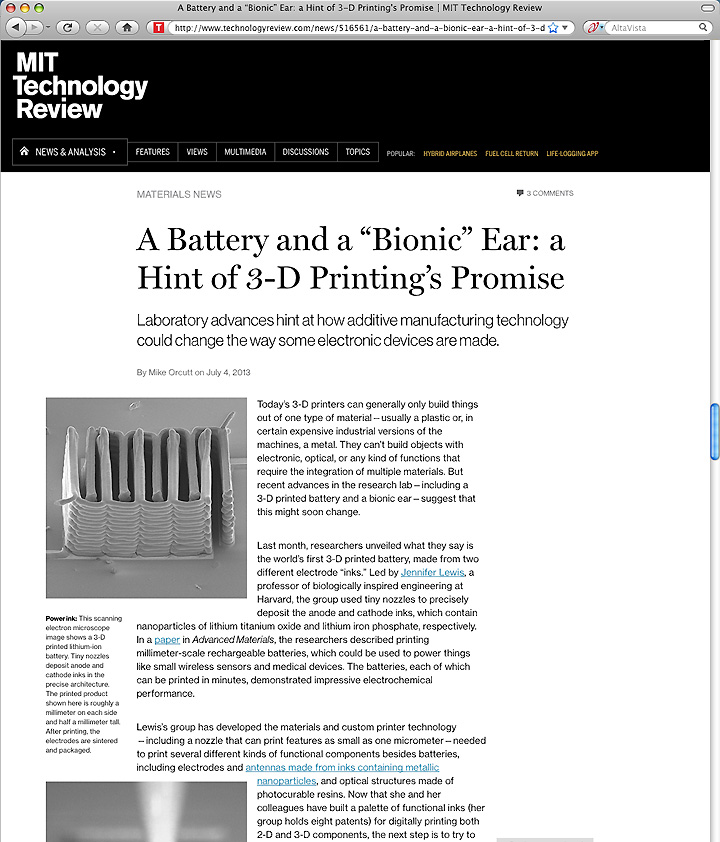 A Battery and a “Bionic” Ear: a Hint of 3-D Printing’s Promise | MIT Technology Review
http://www.technologyreview.com/news/516561/a-battery-and-a-bionic-ear-a-hint-of-3-d
AltaVista
MIT
Technology
Review
NEWS & ANALYSIS
FEATURES
VIEWS
MULTIMEDIA
DISCUSSIONS
TOPICS
POPULAR:
HYBRID AIRPLANES
FUEL CELL RETURN
LIFE-LOGGING APP
MATERIALS NEWS
3 COMMENTS
A Battery and a “Bionic” Ear: a
Hint of 3-D Printing’s Promise
Laboratory advances hint at how additive manufacturing technology
could change the way some electronic devices are made.
By Mike Orcutt on July 4, 2013
Today’s 3-D printers can generally only build things
out of one type of material—usually a plastic or, in
certain expensive industrial versions of the
machines, a metal. They can’t build objects with
electronic, optical, or any kind of functions that
require the integration of multiple materials. But
recent advances in the research lab—including a
3-D printed battery and a bionic ear—suggest that
this might soon change.
Last month, researchers unveiled what they say is
the world’s first 3-D printed battery, made from two
different electrode “inks.” Led by Jennifer Lewis, a
professor of biologically inspired engineering at
Harvard, the group used tiny nozzles to precisely
deposit the anode and cathode inks, which contain
nanoparticles of lithium titanium oxide and lithium iron phosphate, respectively.
In a paper in Advanced Materials, the researchers described printing
millimeter-scale rechargeable batteries, which could be used to power things
like small wireless sensors and medical devices. The batteries, each of which
can be printed in minutes, demonstrated impressive electrochemical
performance.
Power ink: This scanning
electron microscope
image shows a 3-D
printed lithium-ion
battery. Tiny nozzles
deposit anode and
cathode inks in the
precise architecture.
The printed product
shown here is roughly a
millimeter on each side
and half a millimeter tall.
After printing, the
electrodes are sintered
and packaged.
Lewis’s group has developed the materials and custom printer technology
—including a nozzle that can print features as small as one micrometer—needed
to print several different kinds of functional components besides batteries,
including electrodes and antennas made from inks containing metallic
nanoparticles, and optical structures made of
photocurable resins. Now that she and her
colleagues have built a palette of functional inks (her
group holds eight patents) for digitally printing both
2-D and 3-D components, the next step is to try to